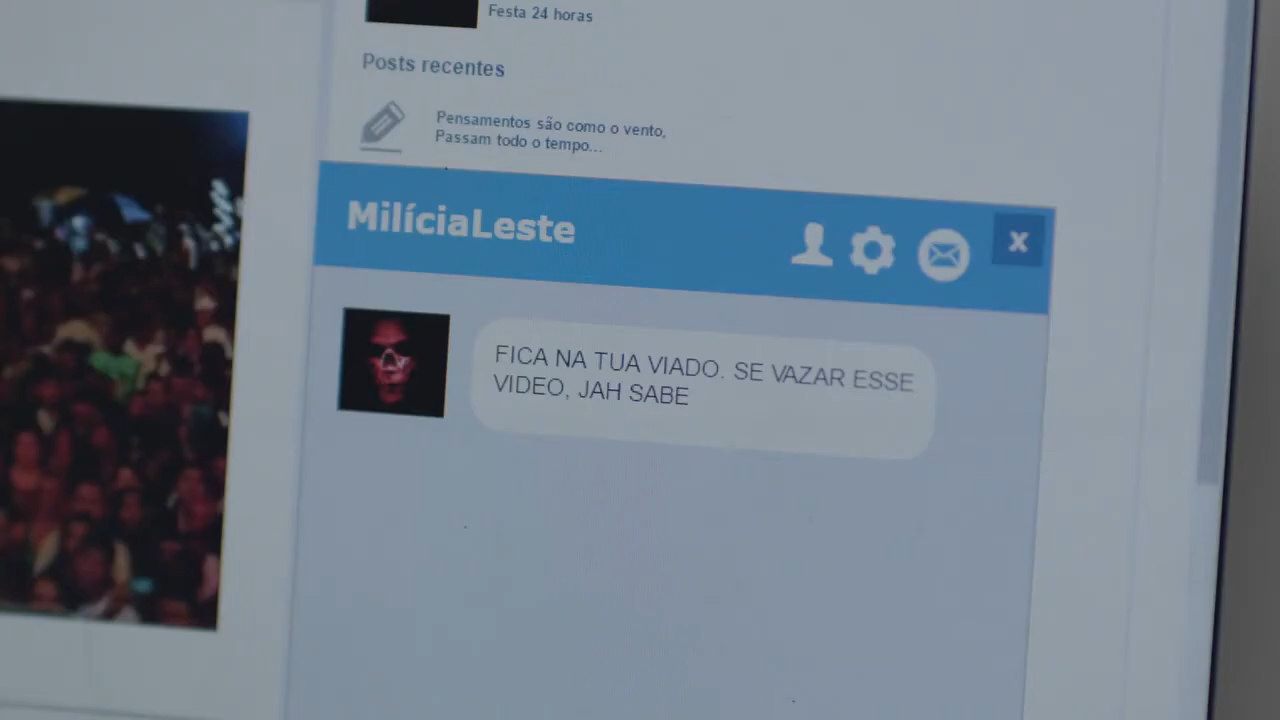 Festa 24 horas
Posts recentes
Pensamentos são como o vento,
Passam todo o tempo...
MilíciaLeste
x
FICA NA TUA VIADO. SE VAZAR ESSE
VIDEO, JAH SABE